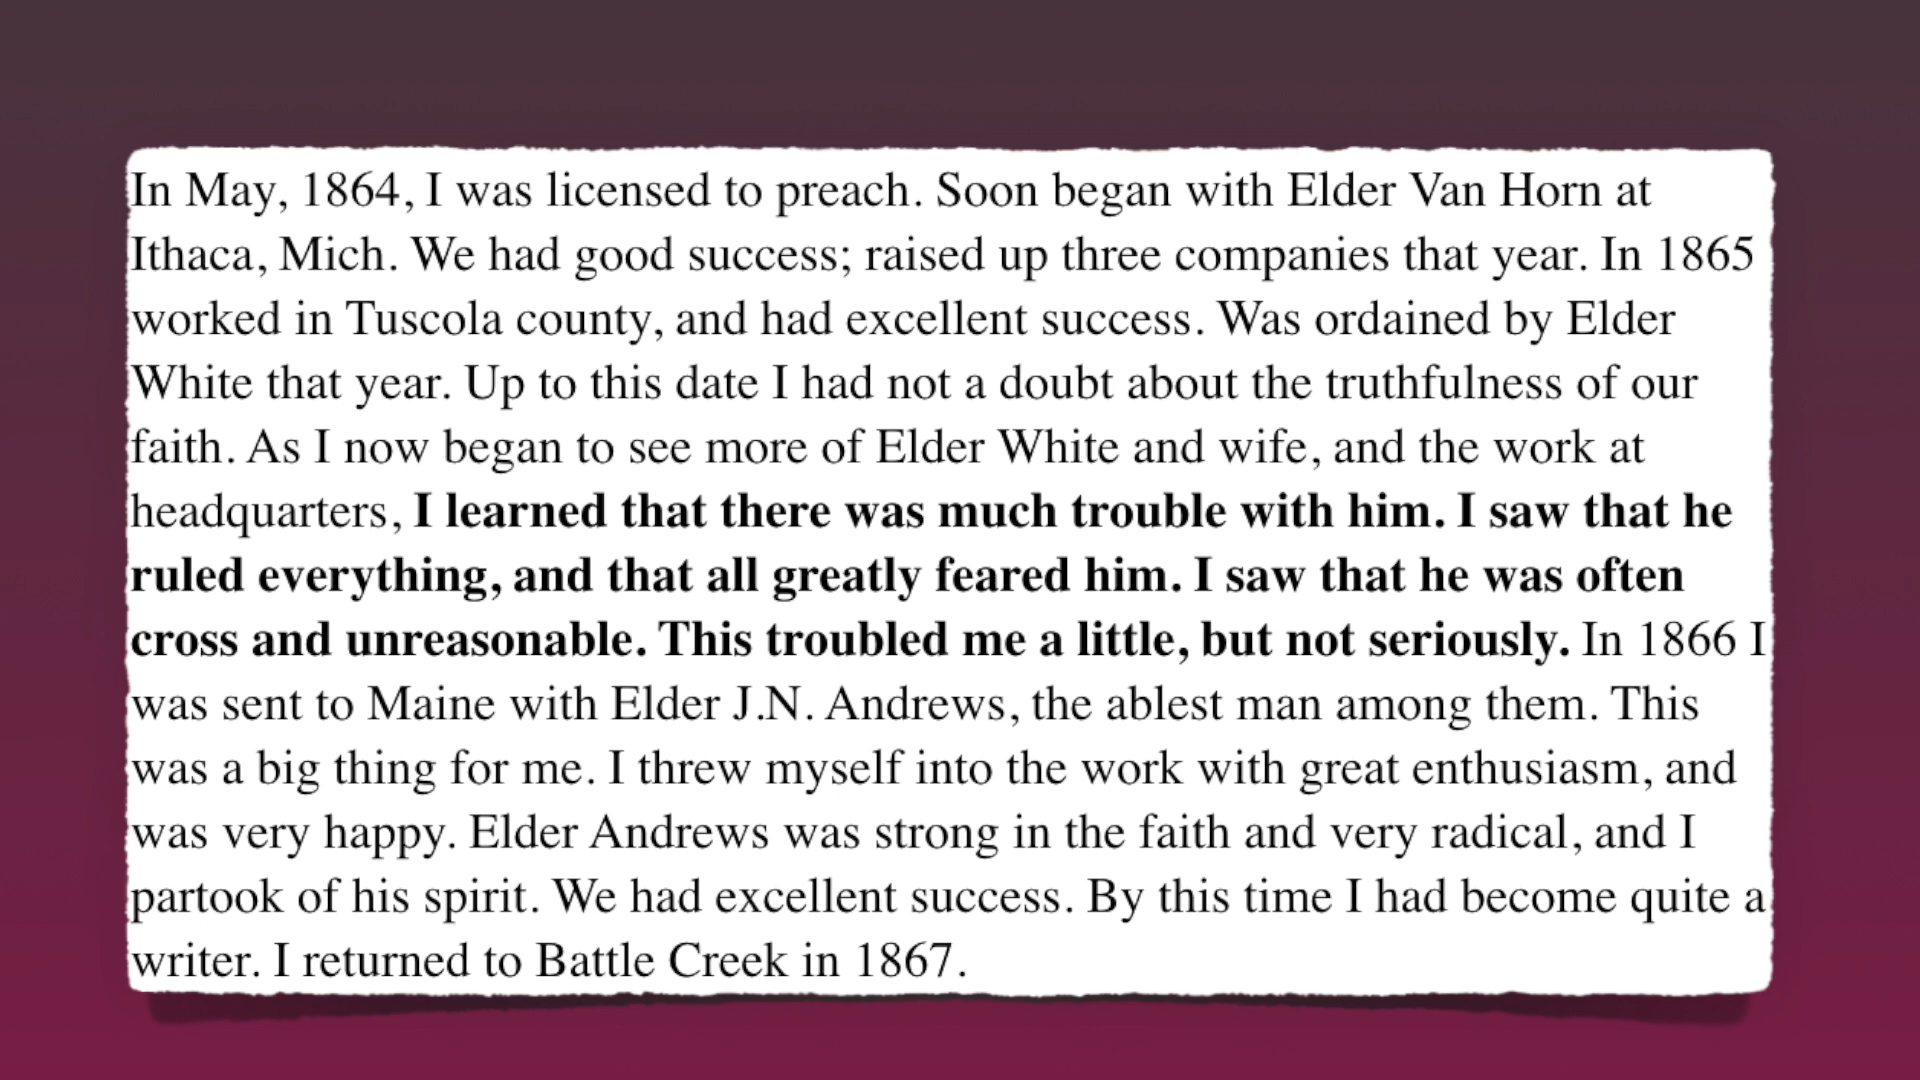 In May, 1864, I was licensed to preach. Soon began with Elder Van Horn at
Ithaca, Mich. We had good success; raised up three companies that year. In 1865
worked in Tuscola county, and had excellent success. Was ordained by Elder
White that year. Up to this date I had not a doubt about the truthfulness of our
faith. As I now began to see more of Elder White and wife, and the work at
headquarters, I learned that there was much trouble with him. I saw that he
ruled everything, and that all greatly feared him. I saw that he was often
cross and unreasonable. This troubled me a little, but not seriously. In 1866 I
was sent to Maine with Elder J.N. Andrews, the ablest man among them. This
was a big thing for me. I threw myself into the work with great enthusiasm, and
was very happy. Elder Andrews was strong in the faith and very radical, and I
partook of his spirit. We had excellent success. By this time I had become quite a
writer. I returned to Battle Creek in 1867.